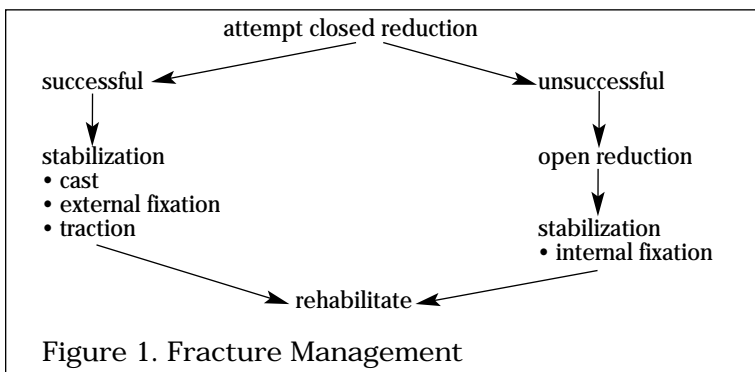 attempt closed reduction
successful
unsuccessful
stabilization
• cast
• external fixation
• traction
open reduction
stabilization
• internal fixation
rehabilitate
Figure 1. Fracture Management